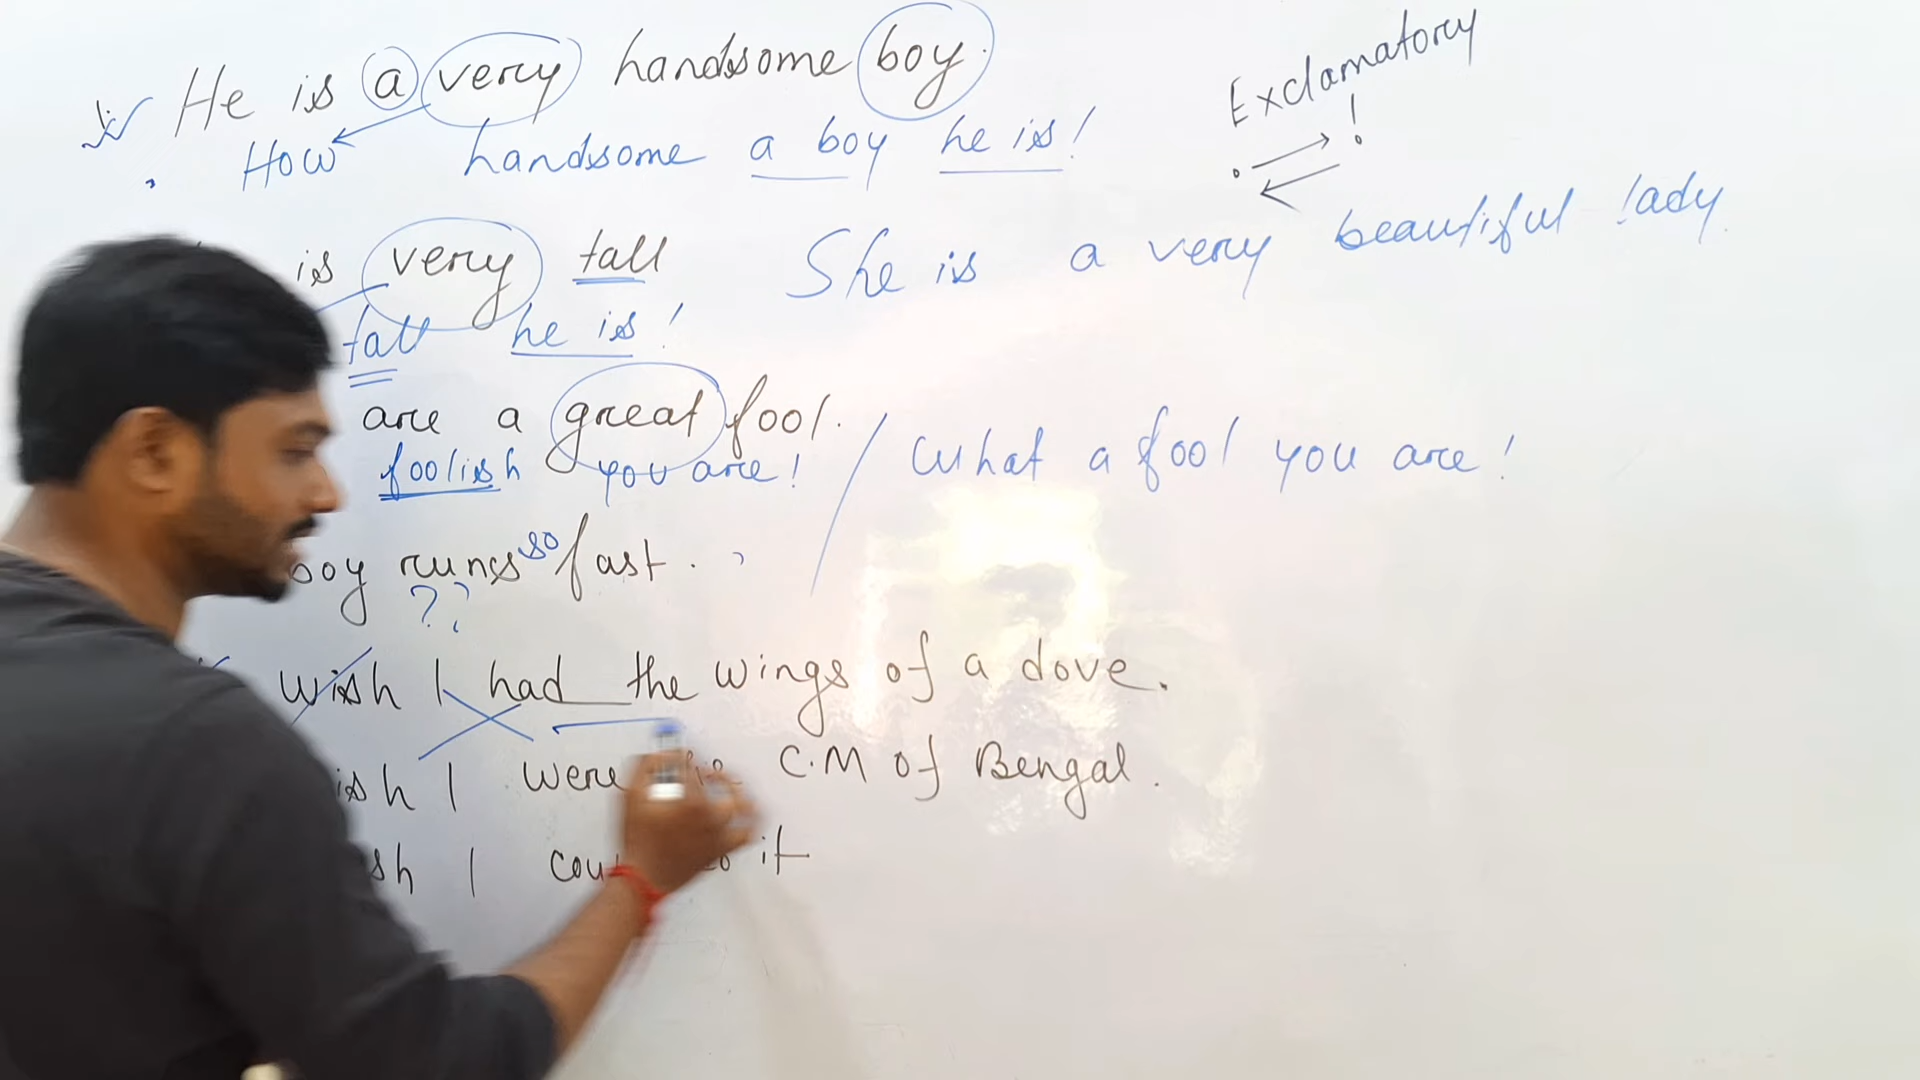 He is a very handsome boy.
How handsome a boy he is!
Exclamatory
. !
is very tall
She is a very beautiful lady.
tall he is!
are a great fool.
foolish you are! / What a fool you are!
boy runs so fast.
??
wish I had the wings of a dove.
ish I were C.M of Bengal.
sh I it